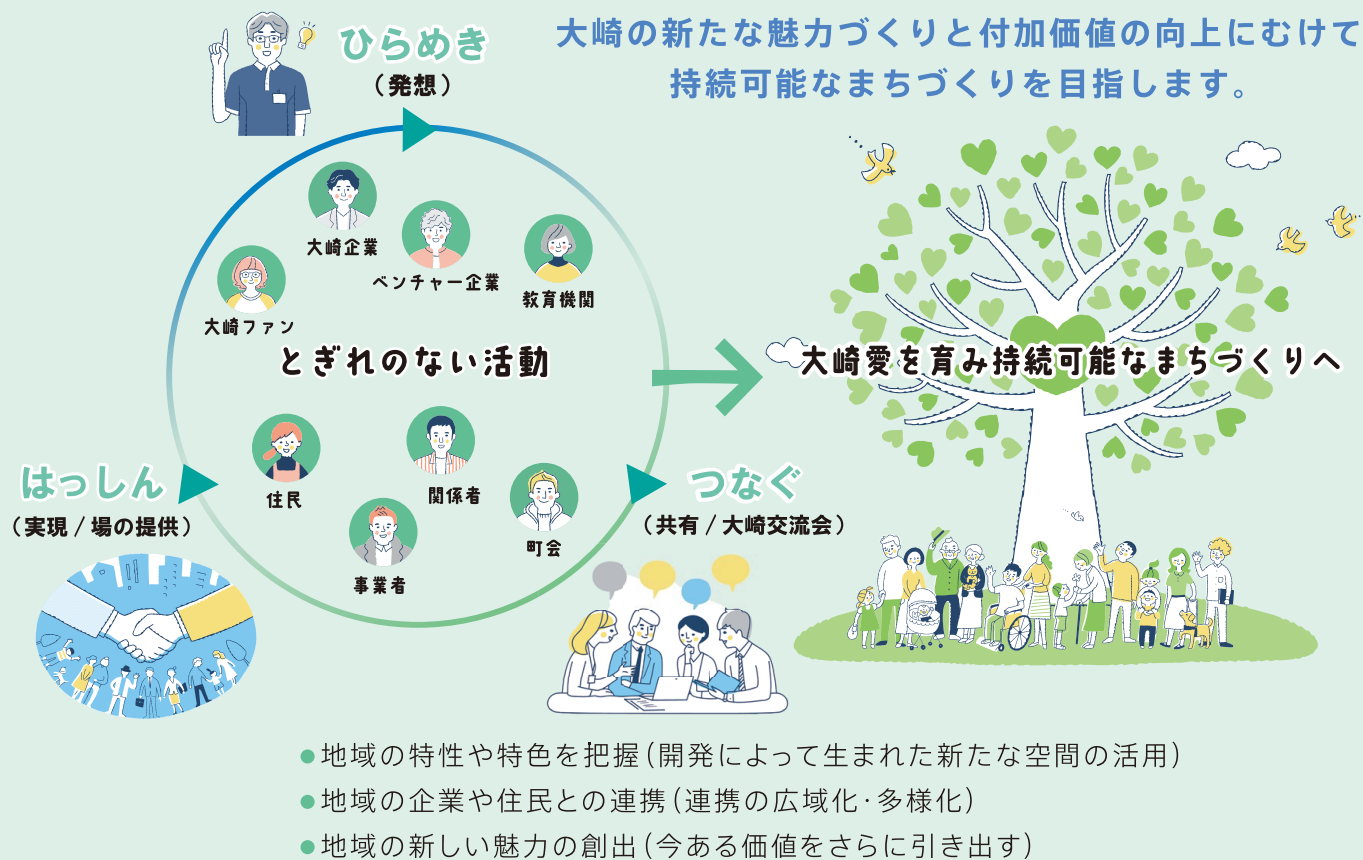 ひらめき
（発想）
大崎の新たな魅力づくりと付加価値の向上にむけて
持続可能なまちづくりを目指します。
大崎企業
ベンチャー企業
教育機関
大崎ファン
とぎれのない活動
大崎愛を育み持続可能なまちづくりへ
住民
関係者
町会
事業者
はっしん
（実現 / 場の提供）
つなぐ
（共有 / 大崎交流会）
●地域の特性や特色を把握（開発によって生まれた新たな空間の活用）
●地域の企業や住民との連携（連携の広域化・多様化）
●地域の新しい魅力の創出（今ある価値をさらに引き出す）